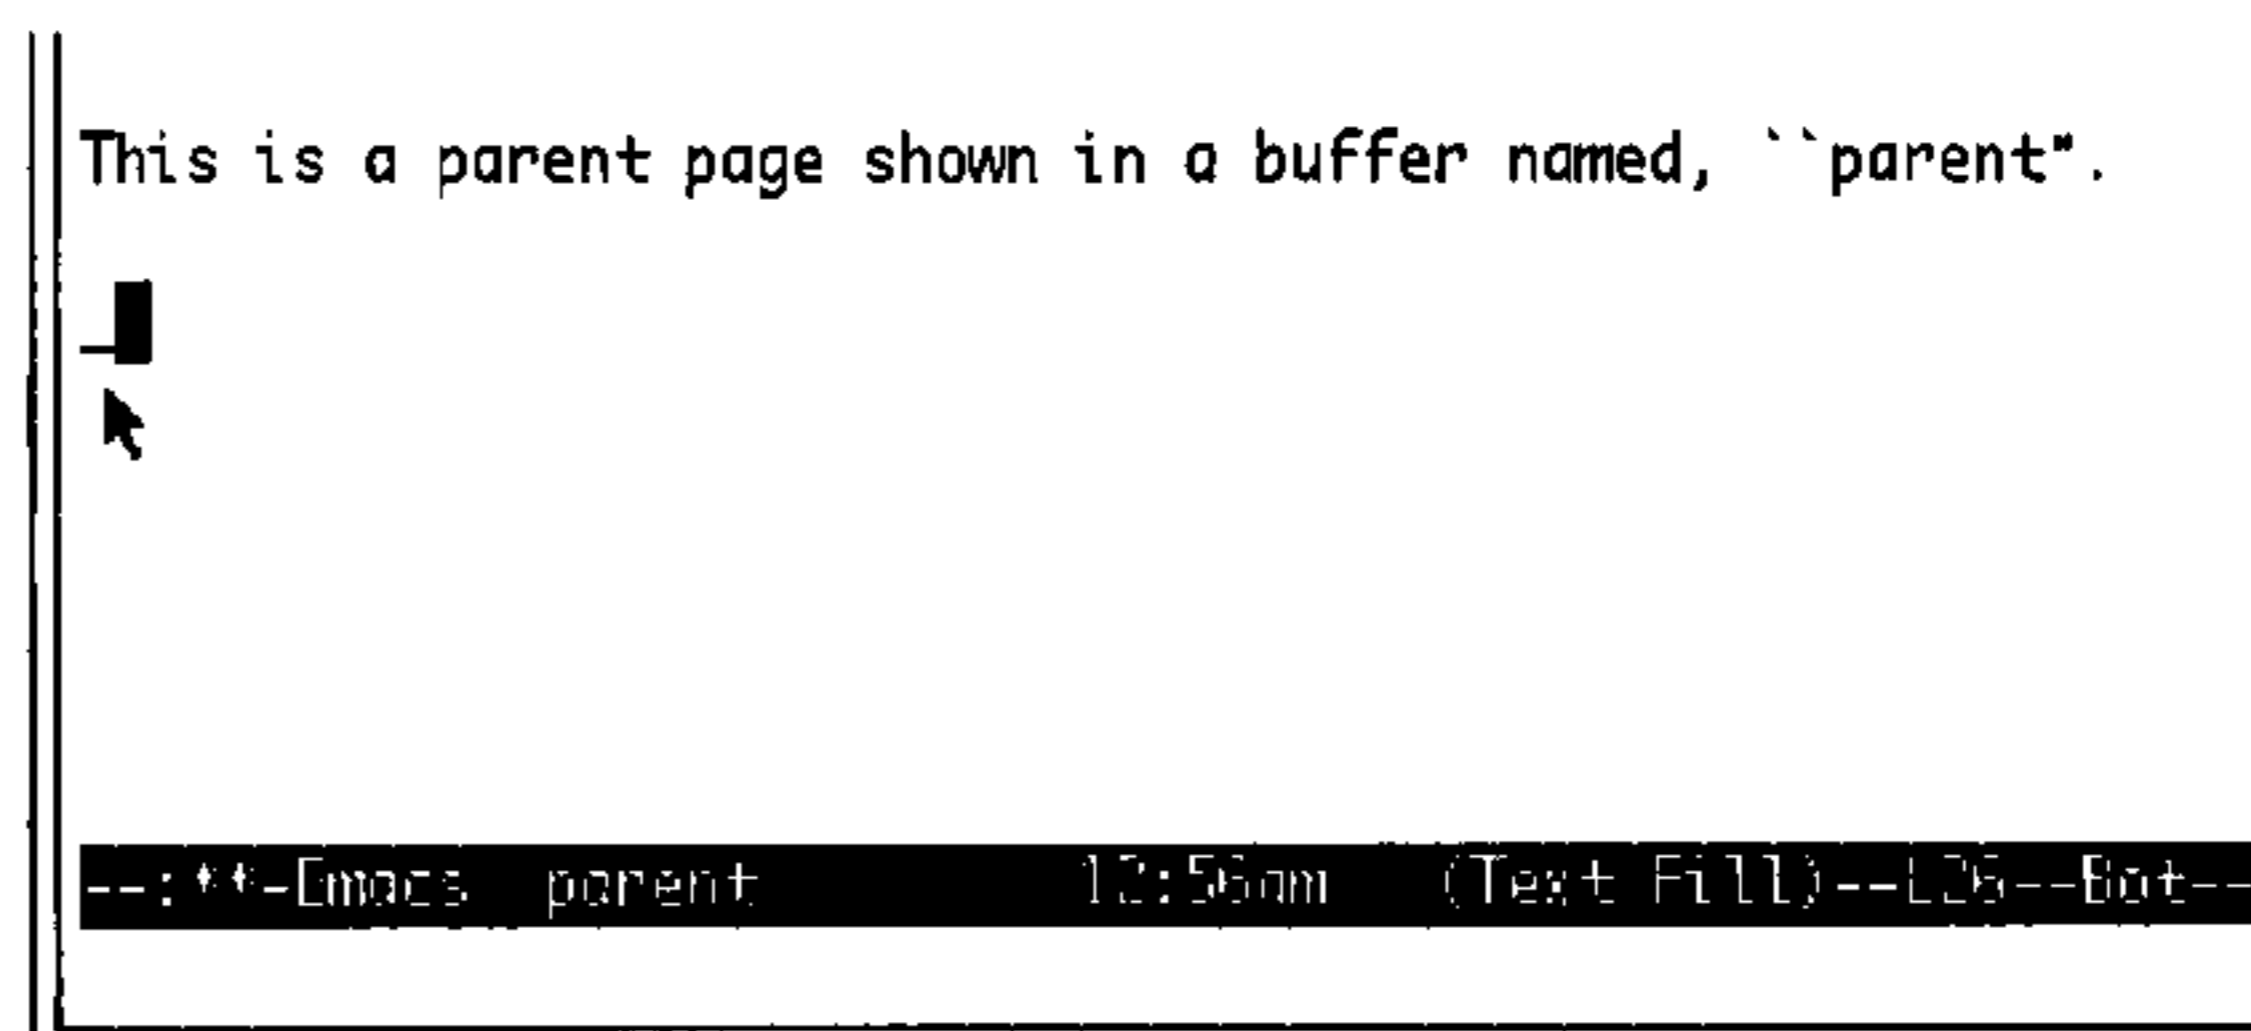 This is a parent page shown in a buffer named, ``parent".
_
--:**-Emacs  parent                   12:56am   (Text Fill)--L26--Bot--